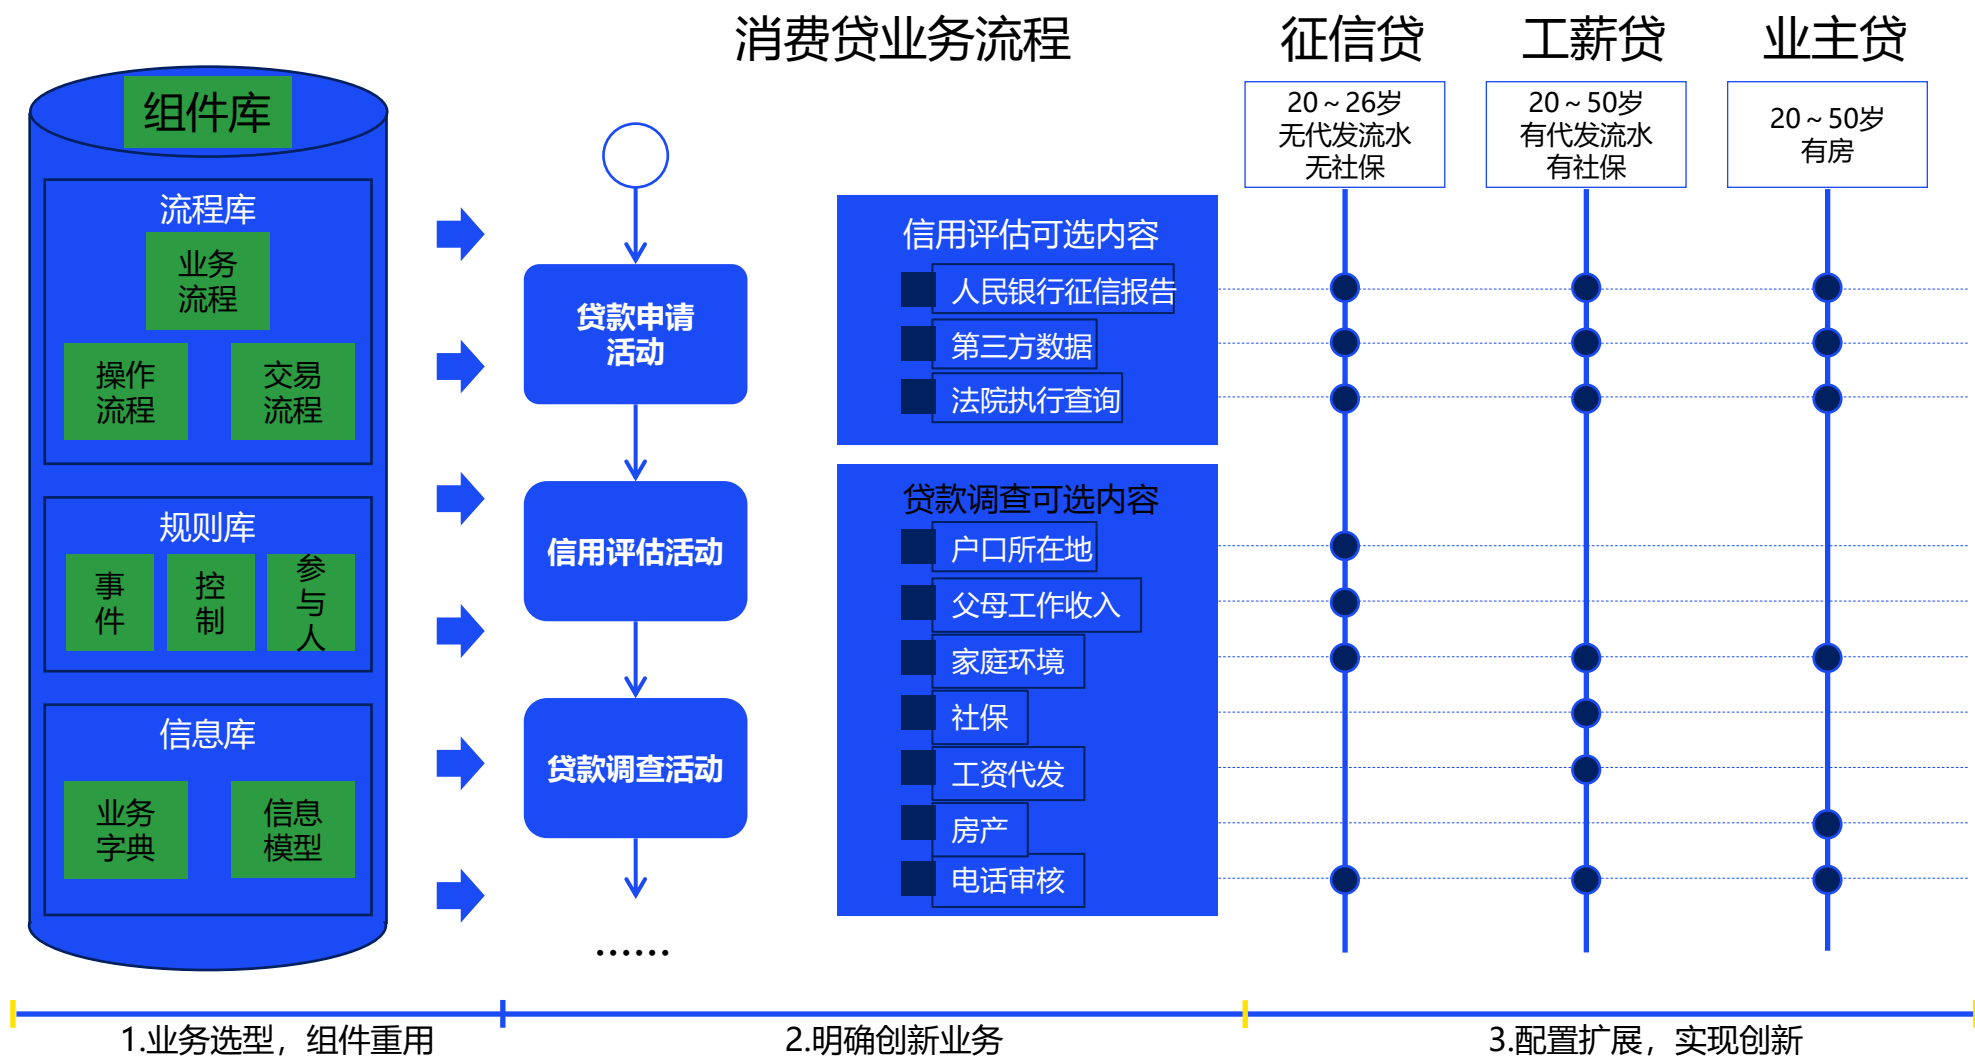 消费贷业务流程
征信贷
工薪贷
业主贷
组件库
流程库
业务
流程
操作
流程
交易
流程
规则库
事
件
控
制
参
与
人
信息库
业务
字典
信息
模型
贷款申请
活动
信用评估活动
贷款调查活动
......
信用评估可选内容
人民银行征信报告
第三方数据
法院执行查询
贷款调查可选内容
户口所在地
父母工作收入
家庭环境
社保
工资代发
房产
电话审核
20～26岁
无代发流水
无社保
20～50岁
有代发流水
有社保
20～50岁
有房
1.业务选型，组件重用
2.明确创新业务
3.配置扩展，实现创新